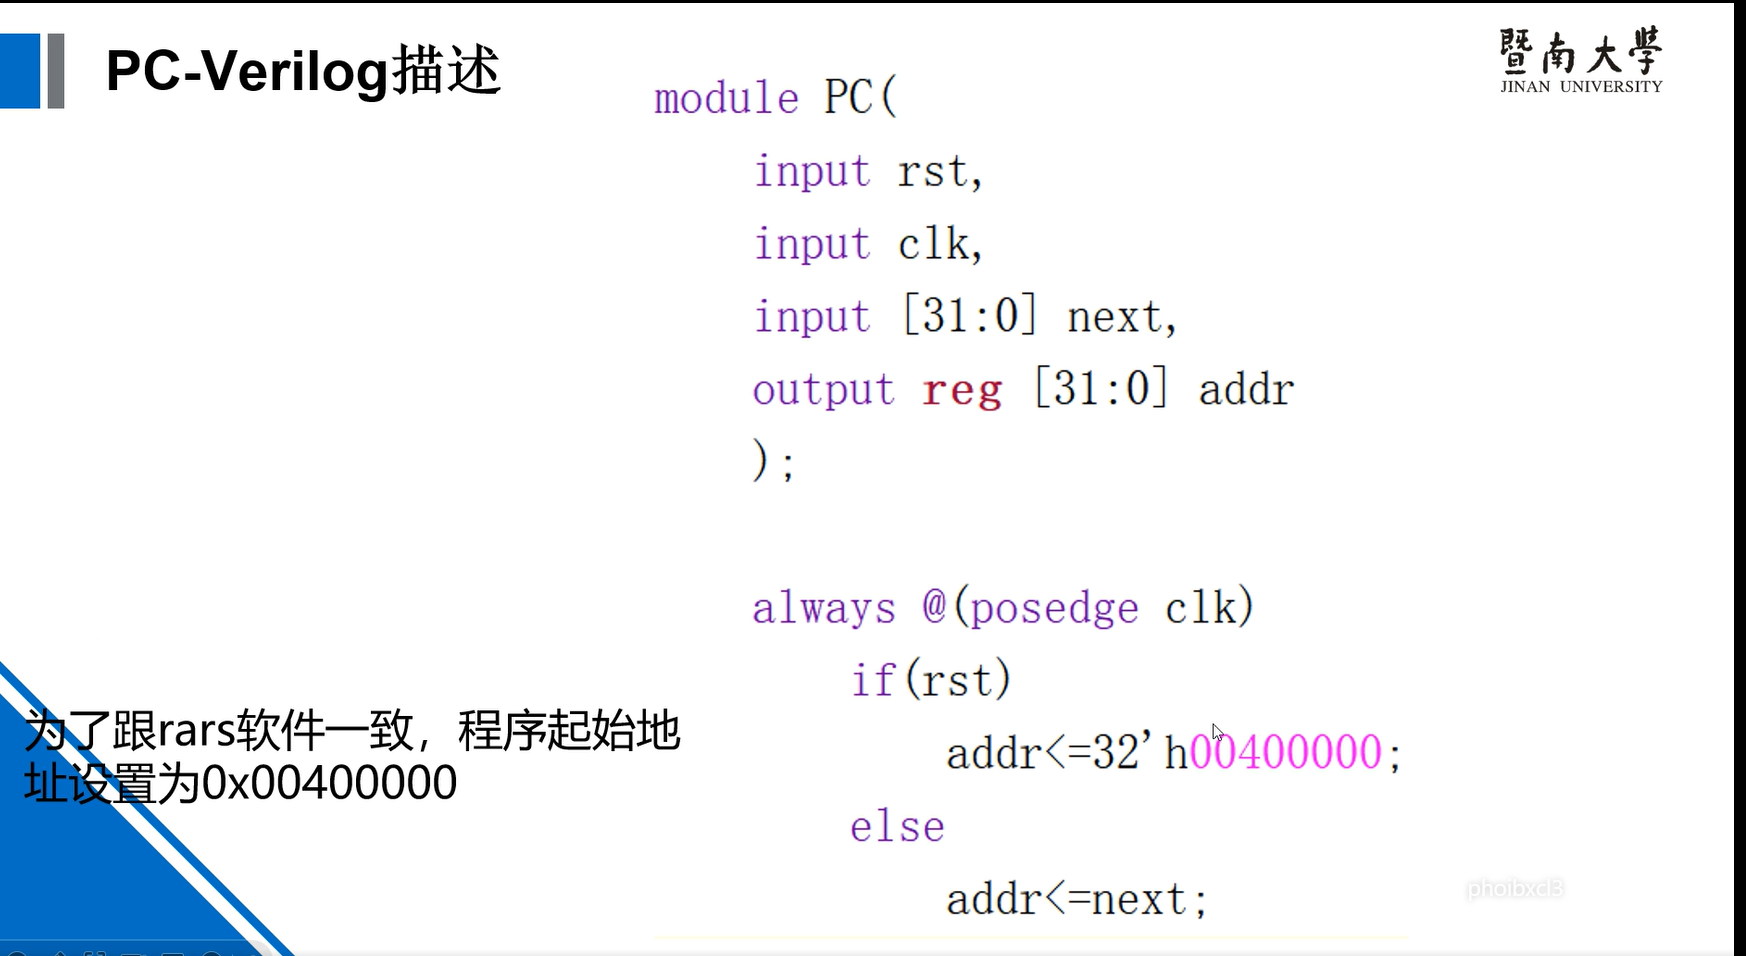 PC-Verilog描述
暨南大學
JINAN UNIVERSITY
module PC(
input rst,
input clk,
input [31:0] next,
output reg [31:0] addr
);
always @(posedge clk)
if(rst)
addr<=32'h00400000;
else
addr<=next;
为了跟rars软件一致，程序起始地
址设置为0x00400000
phoibxcl3